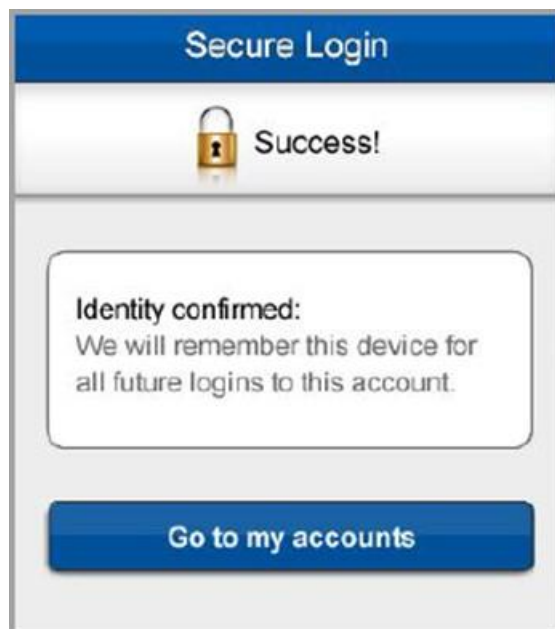 Secure Login
Success!
Identity confirmed:
We will remember this device for
all future logins to this account.
Go to my accounts